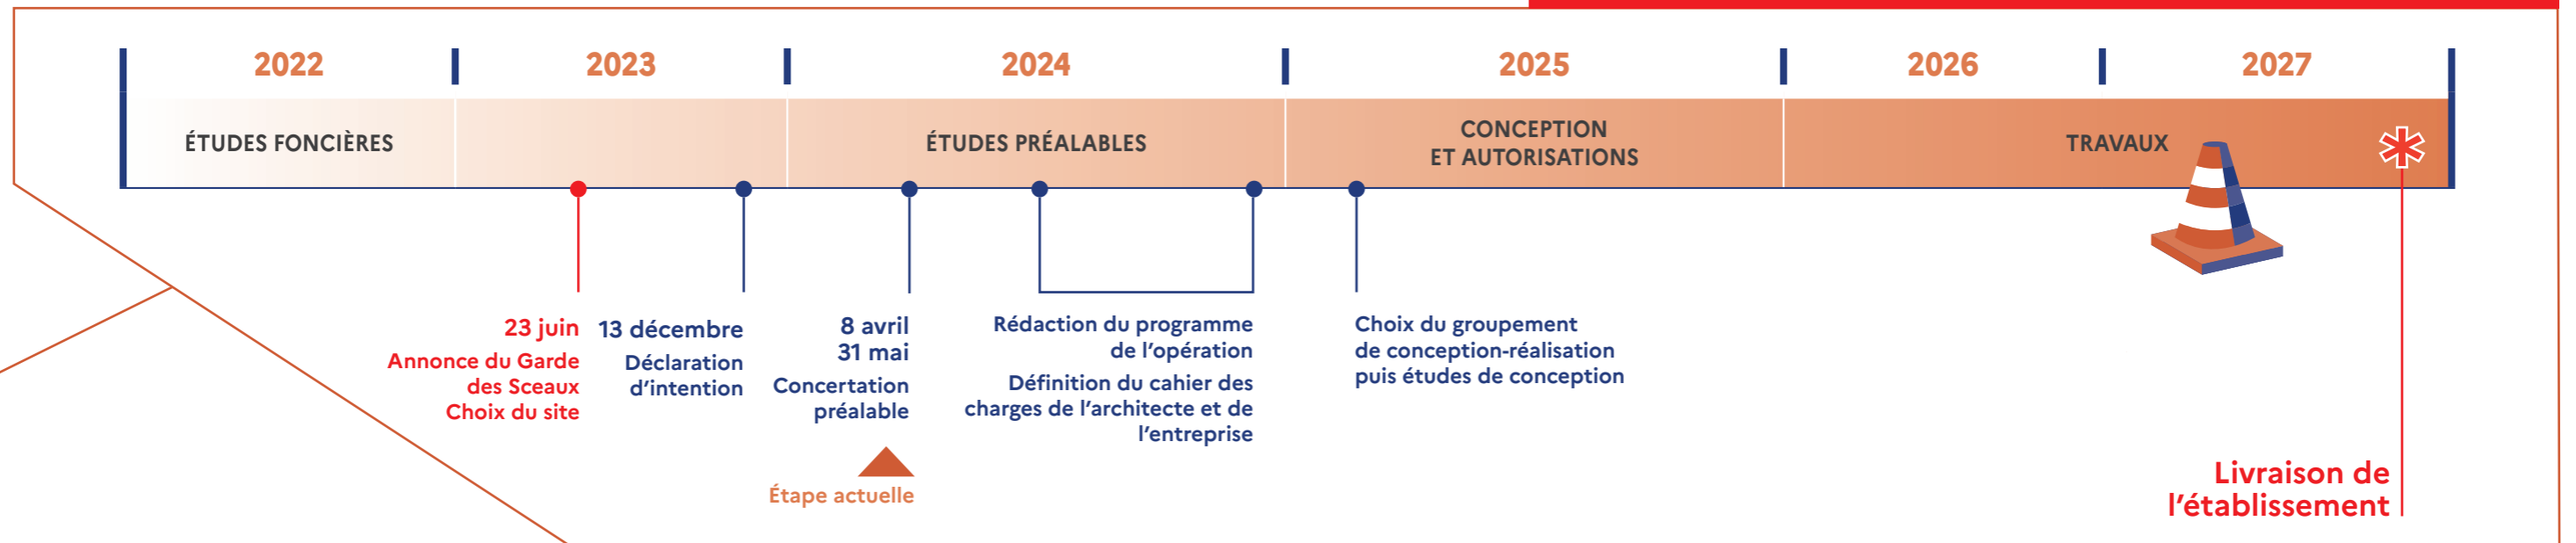 2022
2023
2024
2025
2026
2027
ÉTUDES FONCIÈRES
ÉTUDES PRÉALABLES
CONCEPTION
ET AUTORISATIONS
TRAVAUX
23 juin
Annonce du Garde
des Sceaux
Choix du site
13 décembre
Déclaration
d'intention
8 avril
31 mai
Concertation
préalable
Étape actuelle
Rédaction du programme
de l'opération
Définition du cahier des
charges de l'architecte et de
l'entreprise
Choix du groupement
de conception-réalisation
puis études de conception
Livraison de
l'établissement